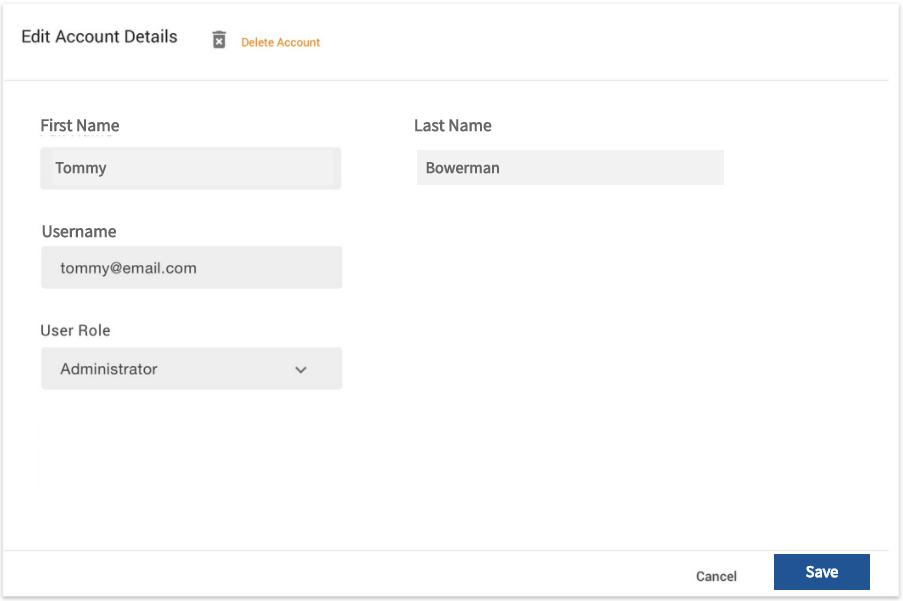 Edit Account Details Delete Account
First Name Last Name
Tommy Bowerman
Username
tommy@email.com
User Role
Administrator
Cancel Save